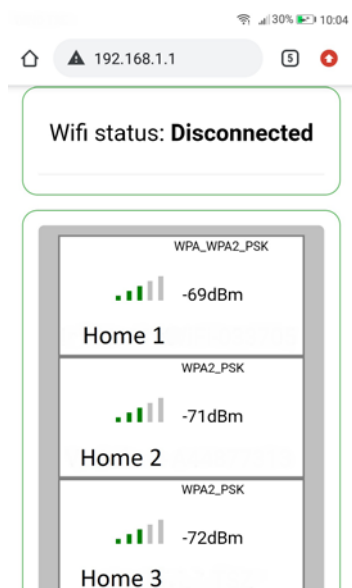 30% 10:04
192.168.1.1 5
Wifi status: Disconnected
WPA_WPA2_PSK
-69dBm
Home 1
WPA2_PSK
-71dBm
Home 2
WPA2_PSK
-72dBm
Home 3